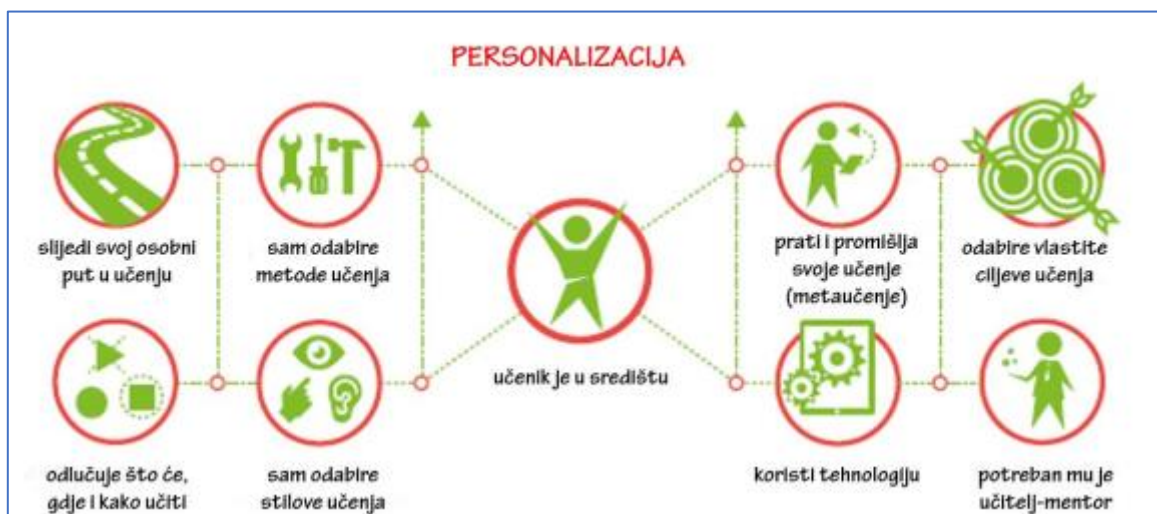 PERSONALIZACIJA
slijedi svoj osobni
put u učenju
sam odabire
metode učenja
prati i promišlja
svoje učenje
(metaučenje)
odabire vlastite
ciljeve učenja
učenik je u središtu
odlučuje što će,
gdje i kako učiti
sam odabire
stilove učenja
koristi tehnologiju
potreban mu je
učitelj-mentor